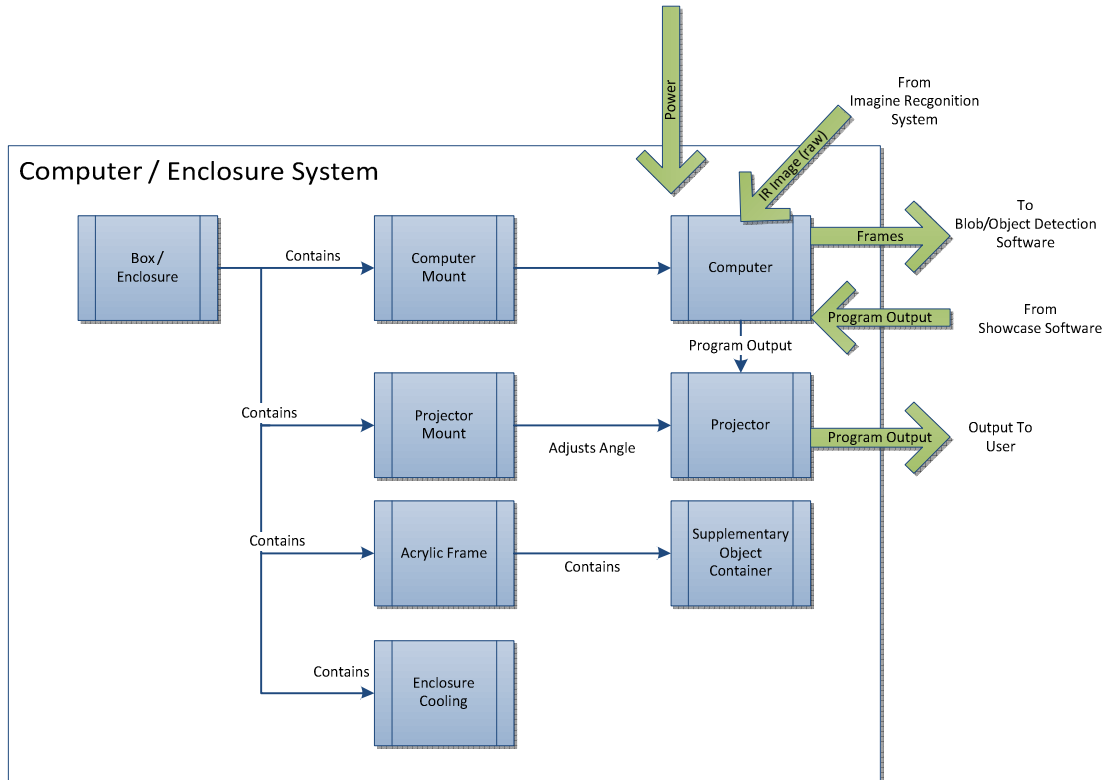 Power
From
Imagine Recgonition
System
IR Image (raw)
Computer / Enclosure System
To
Blob/Object Detection
Software
Box /
Enclosure
Contains
Computer
Mount
Computer
Frames
Program Output
From
Showcase Software
Program Output
Contains
Projector
Mount
Adjusts Angle
Projector
Program Output
Output To
User
Contains
Acrylic Frame
Contains
Supplementary
Object
Container
Contains
Enclosure
Cooling